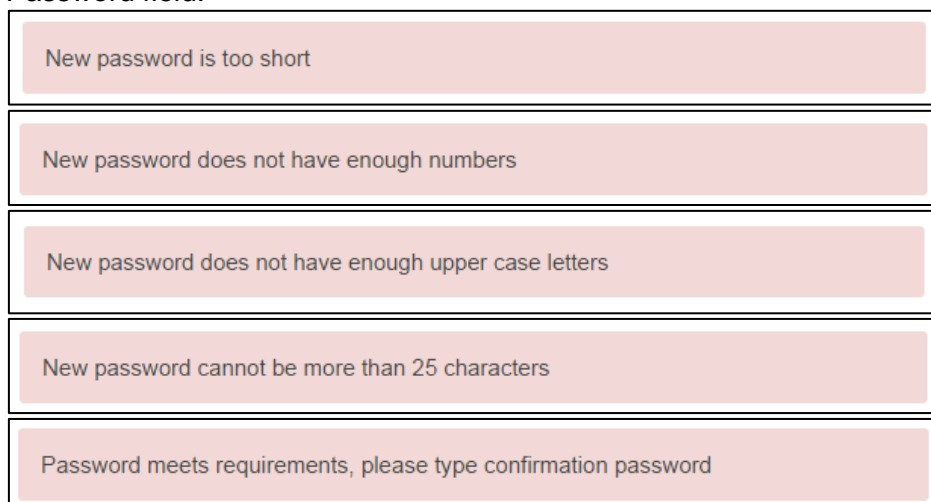 Password field.
New password is too short
New password does not have enough numbers
New password does not have enough upper case letters
New password cannot be more than 25 characters
Password meets requirements, please type confirmation password